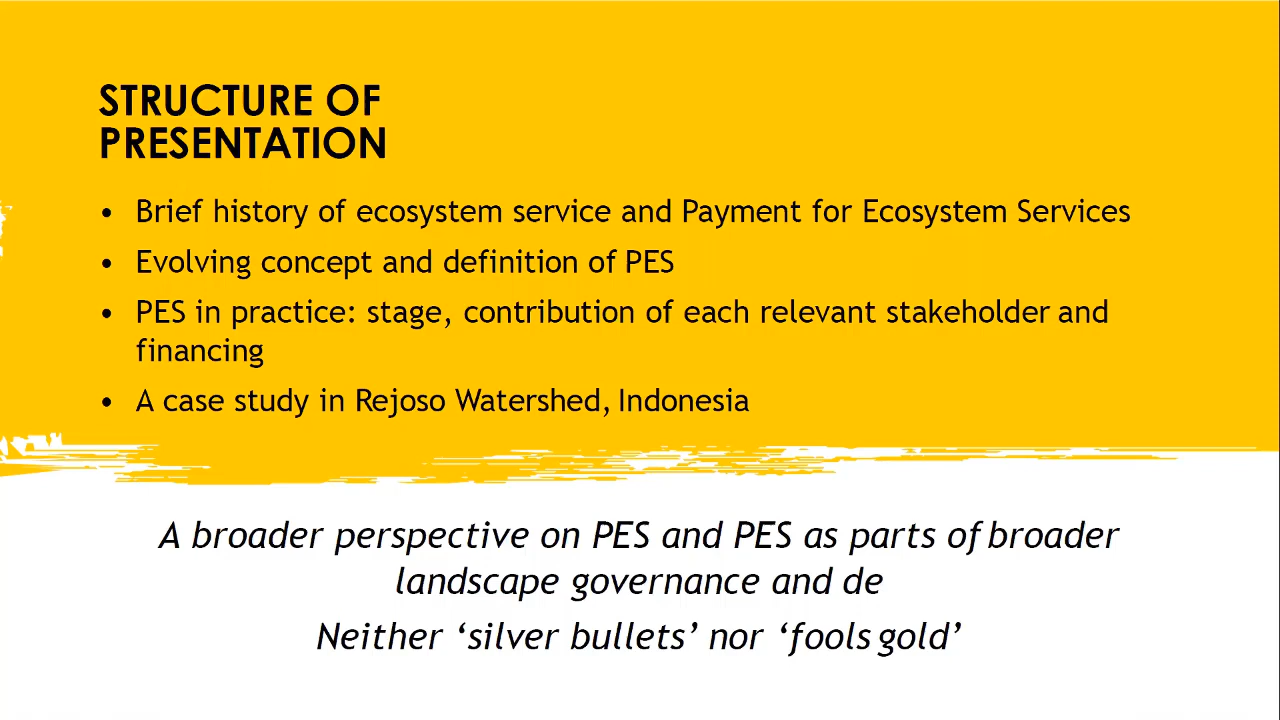 STRUCTURE OF
PRESENTATION
• Brief history of ecosystem service and Payment for Ecosystem Services
• Evolving concept and definition of PES
• PES in practice: stage, contribution of each relevant stakeholder and
financing
• A case study in Rejoso Watershed, Indonesia
A broader perspective on PES and PES as parts of broader
landscape governance and de
Neither ‘silver bullets’ nor ‘fools gold’